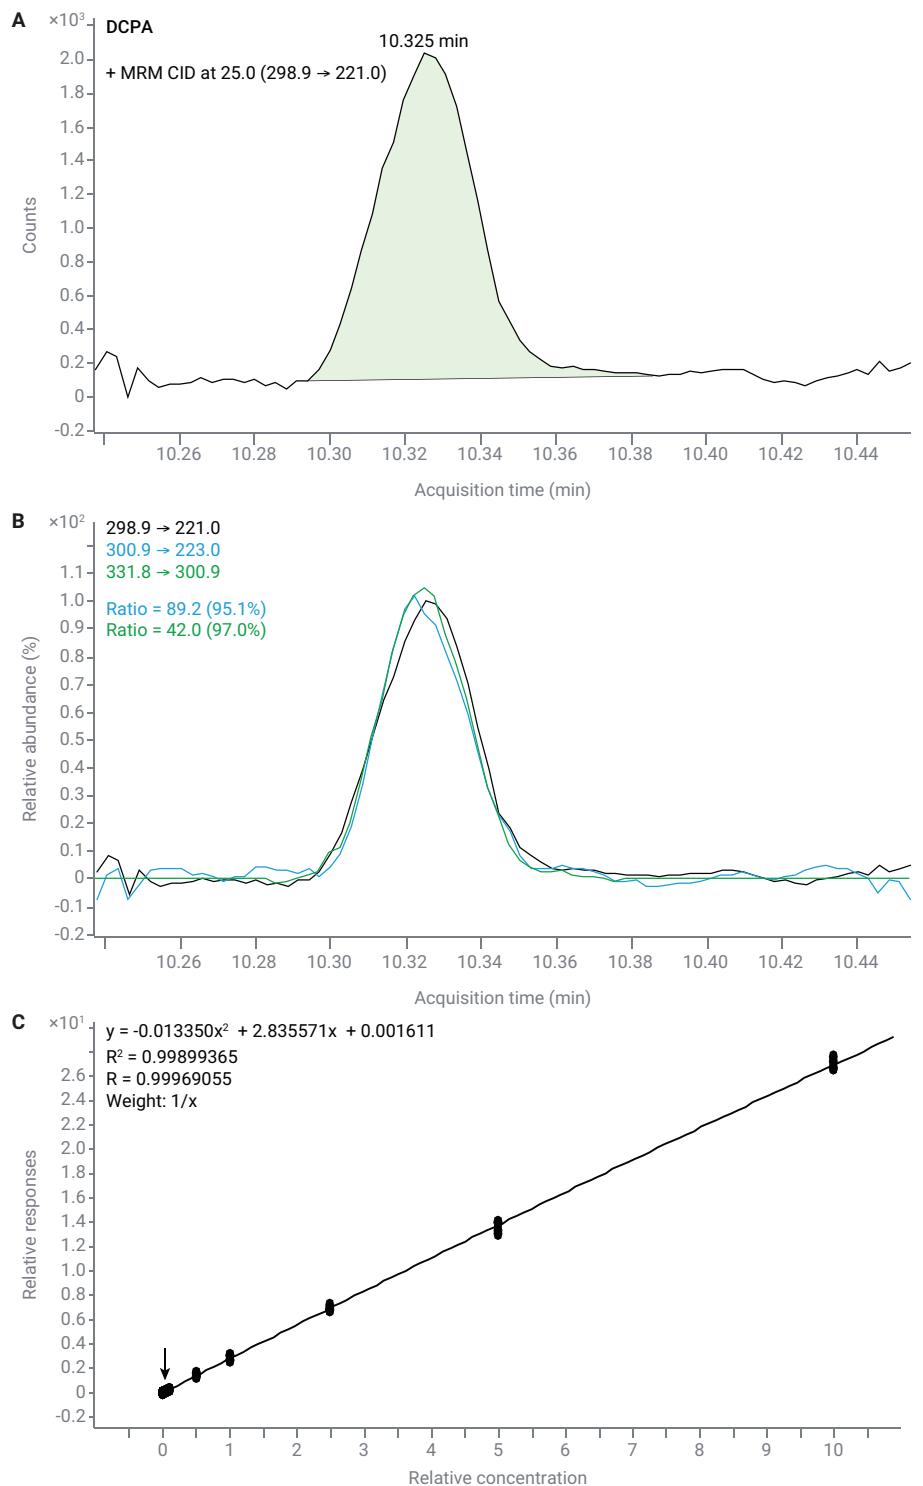 A
×10³
DCPA
10.325 min
+ MRM CID at 25.0 (298.9 → 221.0)
2.0
1.8
1.6
1.4
1.2
1.0
0.8
0.6
0.4
0.2
0
-0.2
Counts
10.26 10.28 10.30 10.32 10.34 10.36 10.38 10.40 10.42 10.44
Acquisition time (min)
B
×10²
298.9 → 221.0
300.9 → 223.0
331.8 → 300.9
Ratio = 89.2 (95.1%)
Ratio = 42.0 (97.0%)
1.1
1.0
0.9
0.8
0.7
0.6
0.5
0.4
0.3
0.2
0.1
0
-0.1
-0.2
Relative abundance (%)
10.26 10.28 10.30 10.32 10.34 10.36 10.38 10.40 10.42 10.44
Acquisition time (min)
C
×10¹
y = -0.013350x² + 2.835571x + 0.001611
R² = 0.99899365
R = 0.99969055
Weight: 1/x
2.6
2.4
2.2
2.0
1.8
1.6
1.4
1.2
1.0
0.8
0.6
0.4
0.2
0
-0.2
Relative responses
0 1 2 3 4 5 6 7 8 9 10
Relative concentration